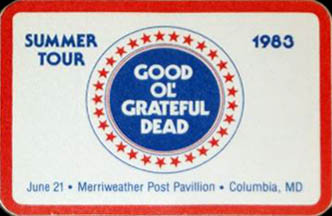 SUMMER TOUR
1983
GOOD
OL'
GRATEFUL
DEAD
June 21 • Merriweather Post Pavillion • Columbia, MD